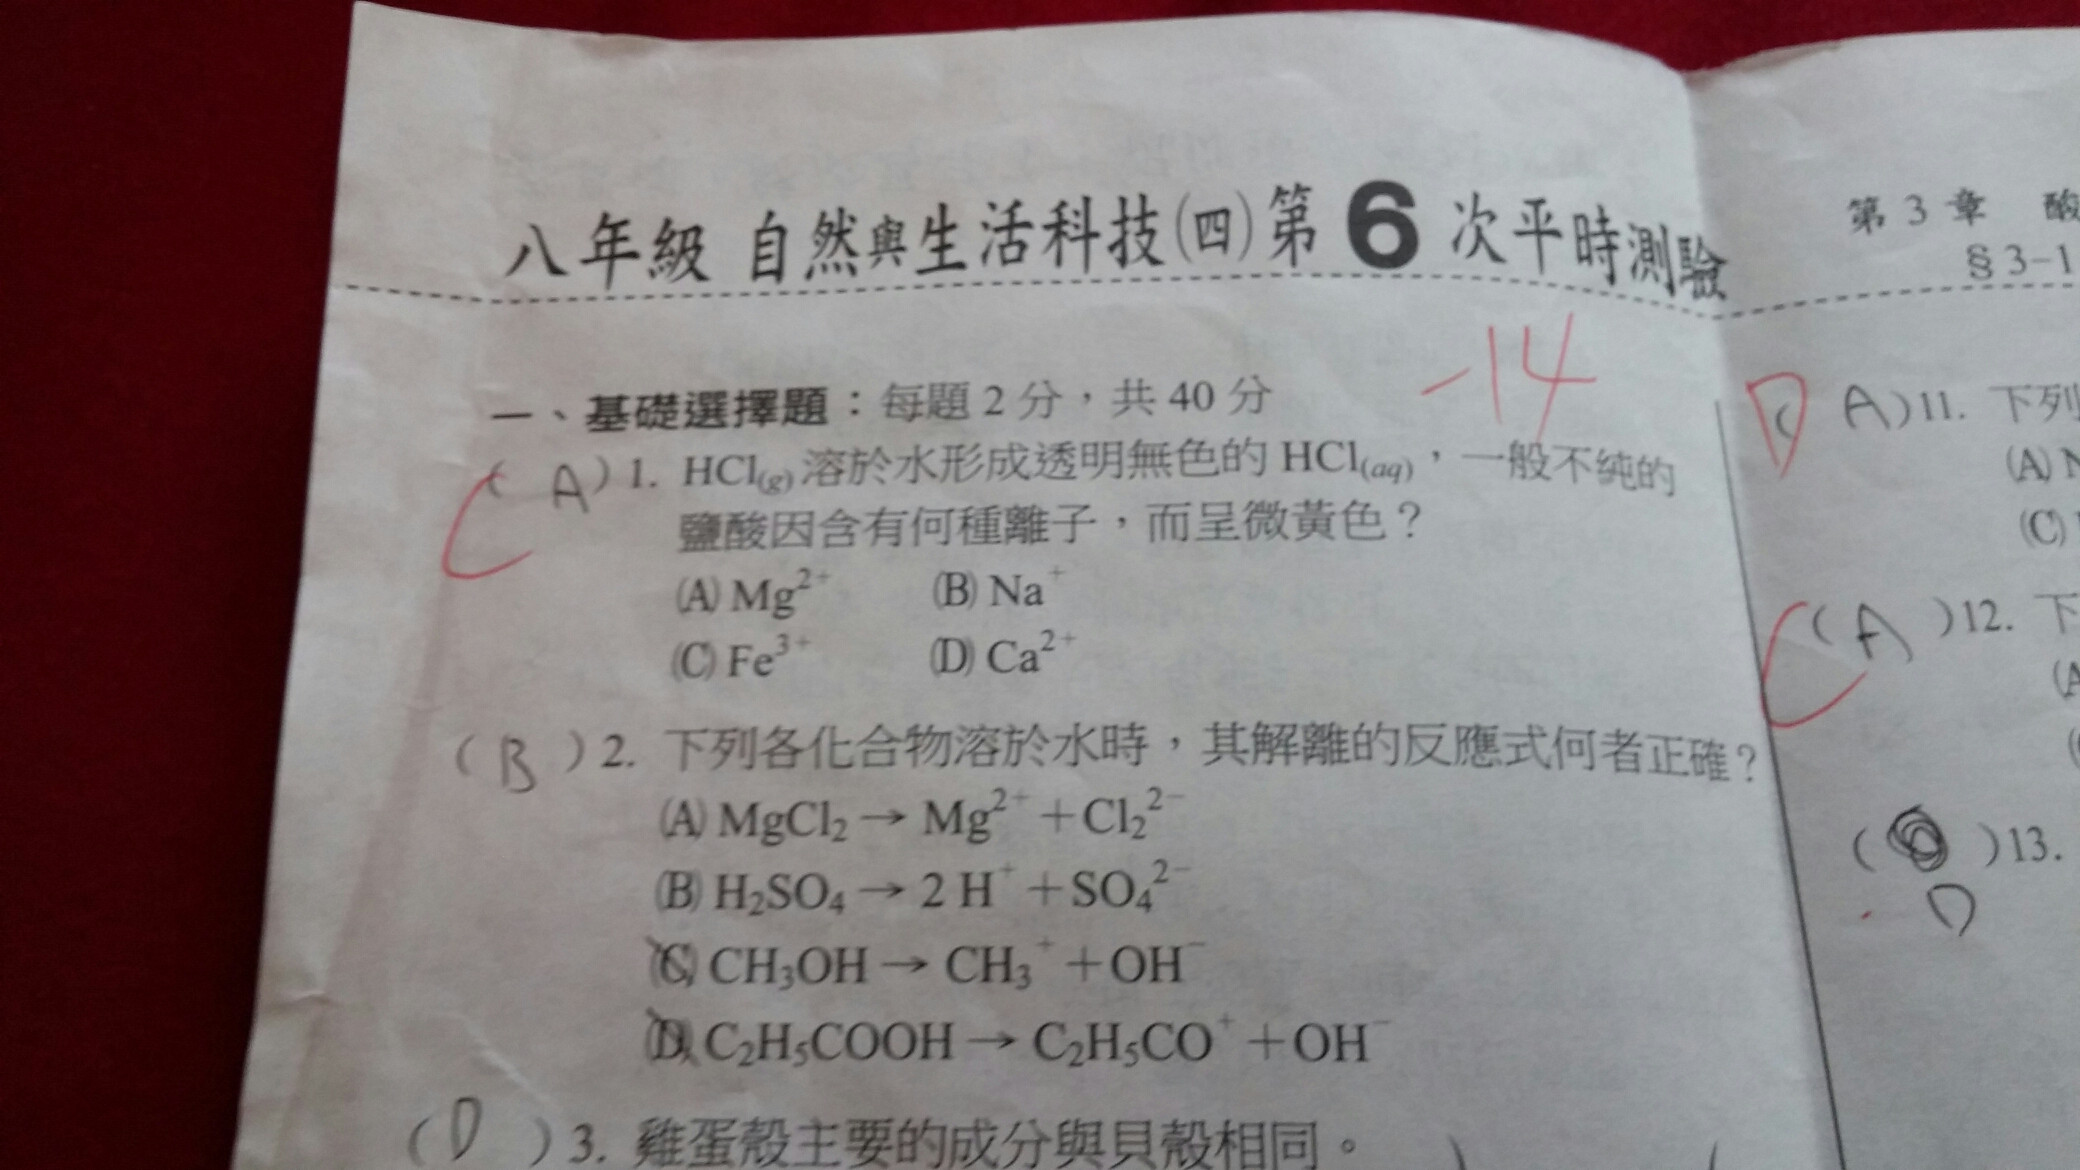 八年級 自然與生活科技(四)第 6 次平時測驗
第 3 章 酸
§3-1
-14
一、基礎選擇題:每題 2 分,共 40 分
C( A )1. HCl(g)溶於水形成透明無色的 HCl(aq),一般不純的
鹽酸因含有何種離子,而呈微黃色?
(A) Mg²⁺ (B) Na⁺
(C) Fe³⁺ (D) Ca²⁺
( B )2. 下列各化合物溶於水時,其解離的反應式何者正確?
(A) MgCl₂→ Mg²⁺ +Cl₂²⁻
(B) H₂SO₄→ 2 H⁺ +SO₄²⁻
(C) CH₃OH→ CH₃⁺ +OH⁻
(D) C₂H₅COOH→ C₂H₅CO⁺ +OH⁻
( D )3. 雞蛋殼主要的成分與貝殼相同。
D( A )11. 下列
(A) N
(C)
C( A )12. 下
(A
( )13.
D